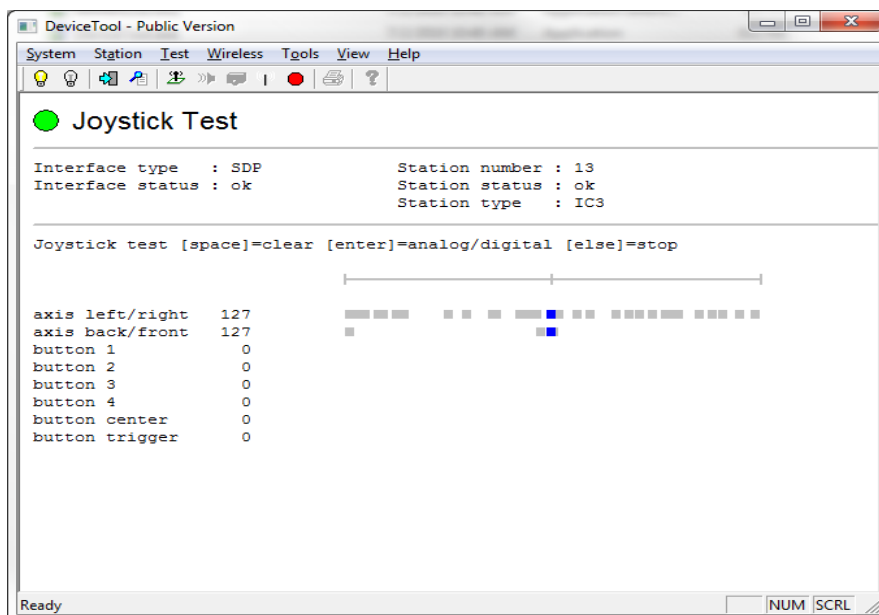 DeviceTool - Public Version
System Station Test Wireless Tools View Help
Joystick Test
Interface type : SDP Station number : 13
Interface status : ok Station status : ok
Station type : IC3
Joystick test [space]=clear [enter]=analog/digital [else]=stop
axis left/right 127
axis back/front 127
button 1 0
button 2 0
button 3 0
button 4 0
button center 0
button trigger 0
Ready NUM SCRL